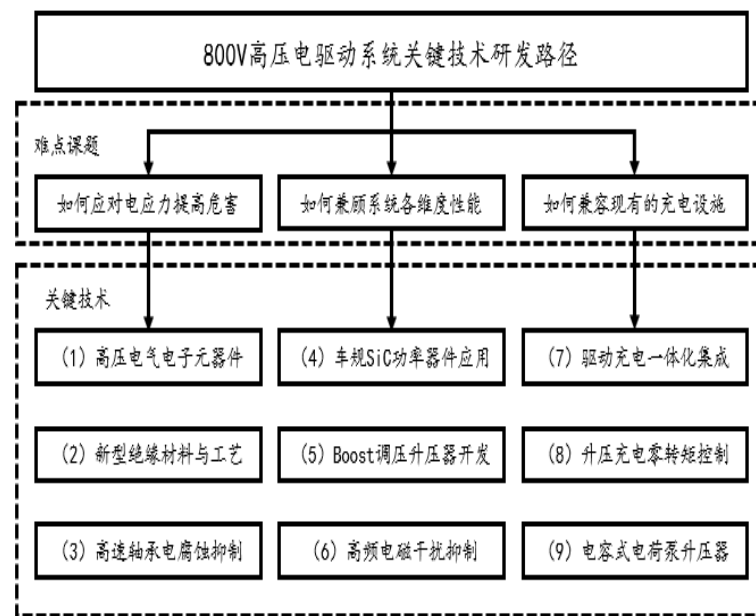 800V高压电驱动系统关键技术研发路径
难点课题
如何应对电应力提高危害
如何兼顾系统各维度性能
如何兼容现有的充电设施
关键技术
(1) 高压电气电子元器件
(4) 车规SiC功率器件应用
(7) 驱动充电一体化集成
(2) 新型绝缘材料与工艺
(5) Boost调压升压器开发
(8) 升压充电零转矩控制
(3) 高速轴承电腐蚀抑制
(6) 高频电磁干扰抑制
(9) 电容式电荷泵升压器